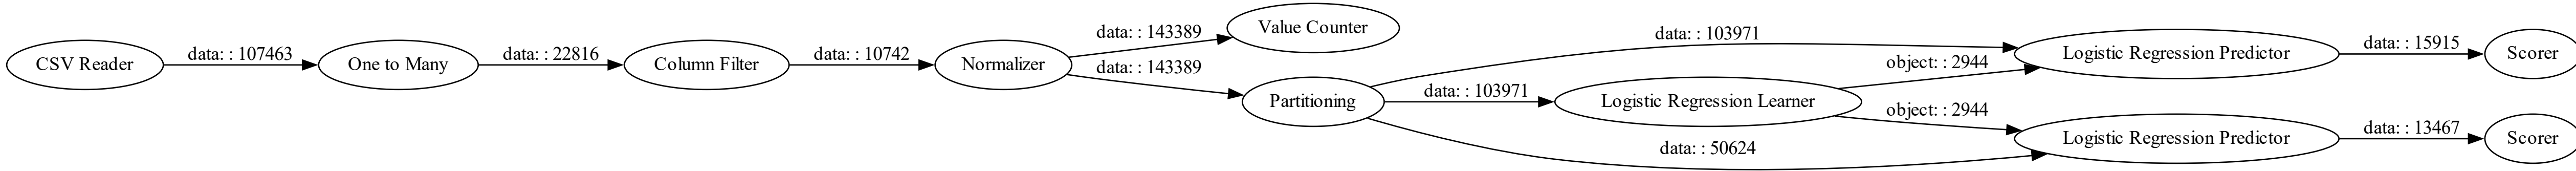 CSV Reader
data: : 107463
One to Many
data: : 22816
Column Filter
data: : 10742
Normalizer
data: : 143389
Value Counter
data: : 143389
Partitioning
data: : 103971
data: : 103971
Logistic Regression Learner
object: : 2944
Logistic Regression Predictor
data: : 15915
Scorer
object: : 2944
data: : 50624
Logistic Regression Predictor
data: : 13467
Scorer